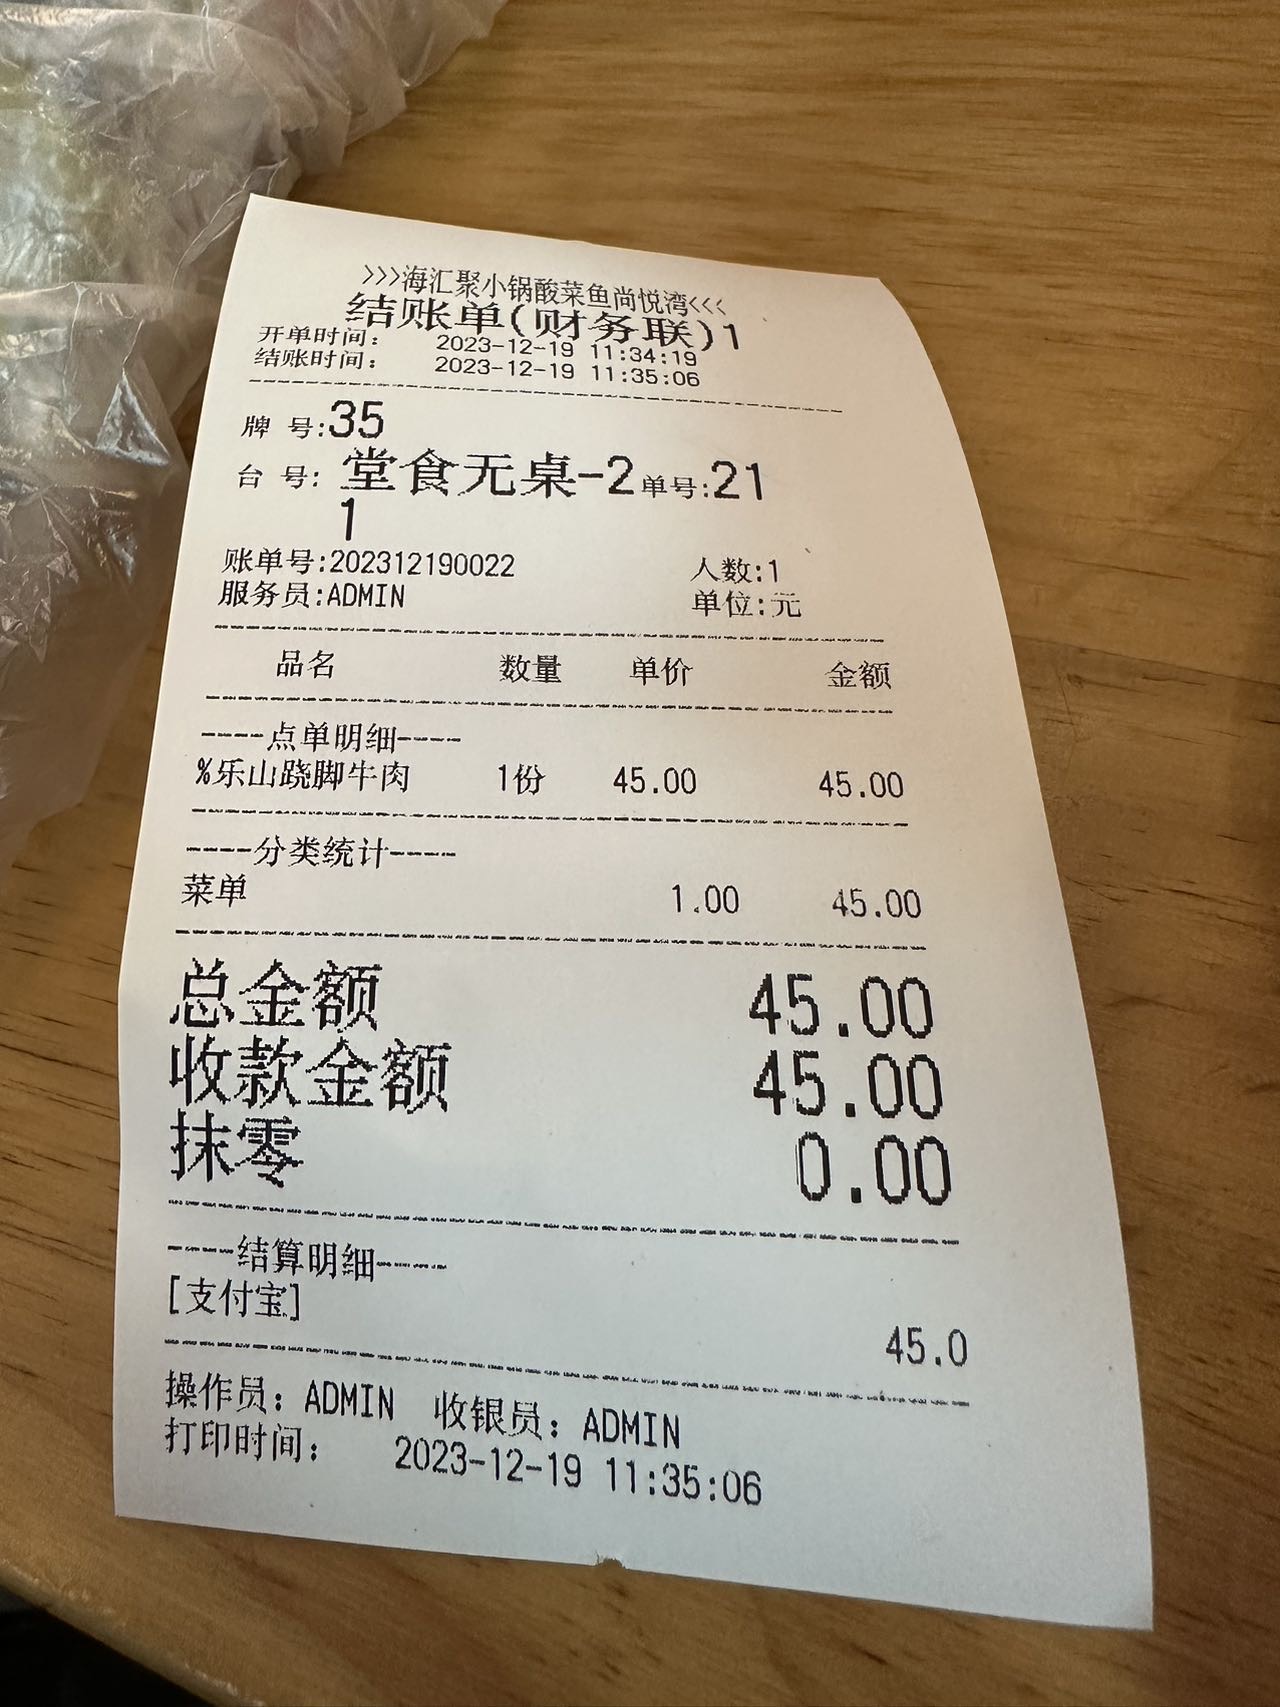 >>>海汇聚小锅酸菜鱼尚悦湾<<<
结账单(财务联)1
开单时间： 2023-12-19 11:34:19
结账时间： 2023-12-19 11:35:06
牌 号:35
台 号: 堂食无桌-2单号:21
1
账单号:202312190022 人数:1
服务员:ADMIN 单位:元
品名 数量 单价 金额
----点单明细----
%乐山跷脚牛肉 1份 45.00 45.00
----分类统计----
菜单 1.00 45.00
总金额 45.00
收款金额 45.00
抹零 0.00
----结算明细----
[支付宝]
45.0
操作员：ADMIN 收银员：ADMIN
打印时间： 2023-12-19 11:35:06